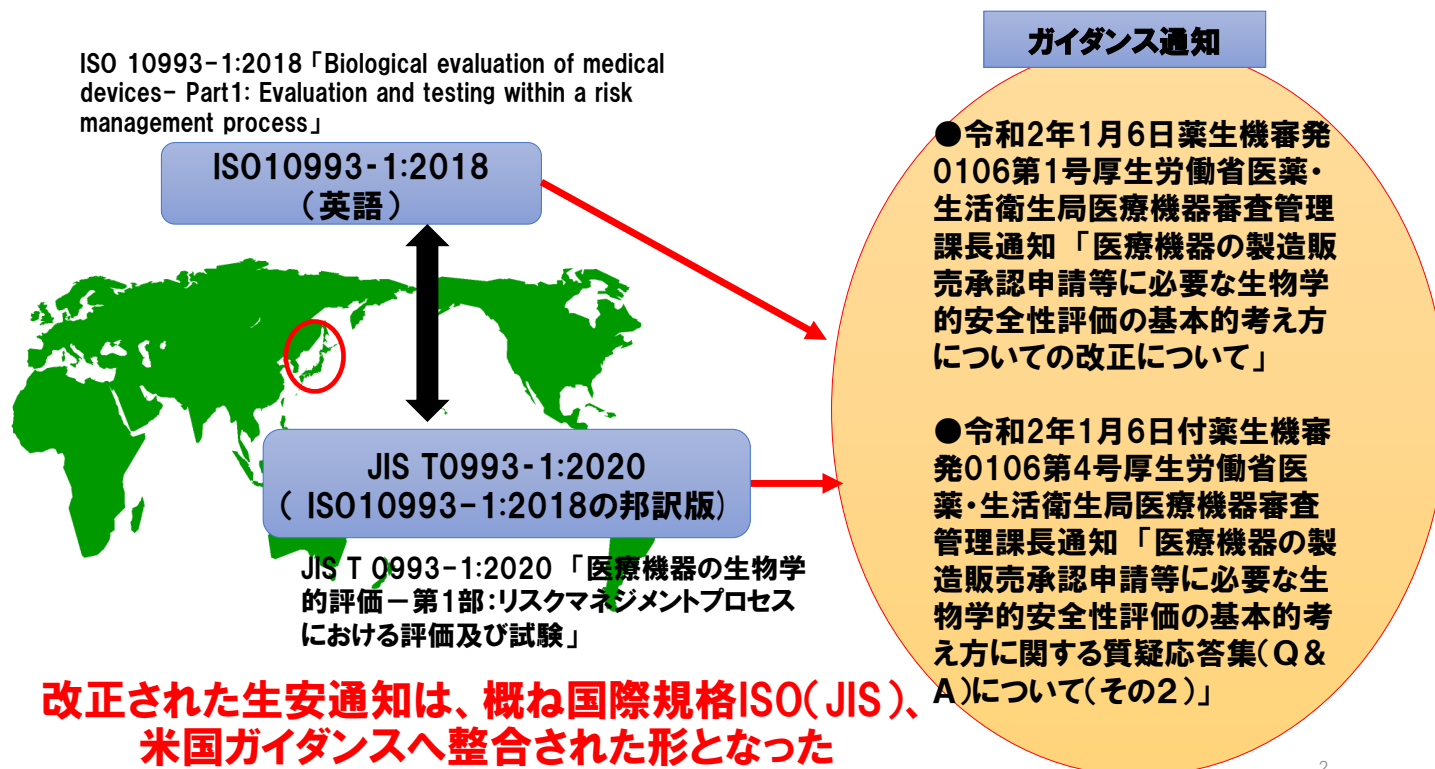 ISO 10993-1:2018「Biological evaluation of medical
devices- Part1: Evaluation and testing within a risk
management process」
ISO10993-1:2018
（英語）
JIS T0993-1:2020
( ISO10993-1:2018の邦訳版)
JIS T 0993-1:2020 「医療機器の生物学
的評価－第1部:リスクマネジメントプロセス
における評価及び試験」
改正された生安通知は、概ね国際規格ISO(JIS)、
米国ガイダンスへ整合された形となった
ガイダンス通知
●令和2年1月6日薬生機審発
0106第1号厚生労働省医薬・
生活衛生局医療機器審査管理
課長通知 「医療機器の製造販
売承認申請等に必要な生物学
的安全性評価の基本的考え方
についての改正について」
●令和2年1月6日付薬生機審
発0106第4号厚生労働省医
薬・生活衛生局医療機器審査
管理課長通知 「医療機器の製
造販売承認申請等に必要な生
物学的安全性評価の基本的考
え方に関する質疑応答集(Q&
A)について(その2)」
2